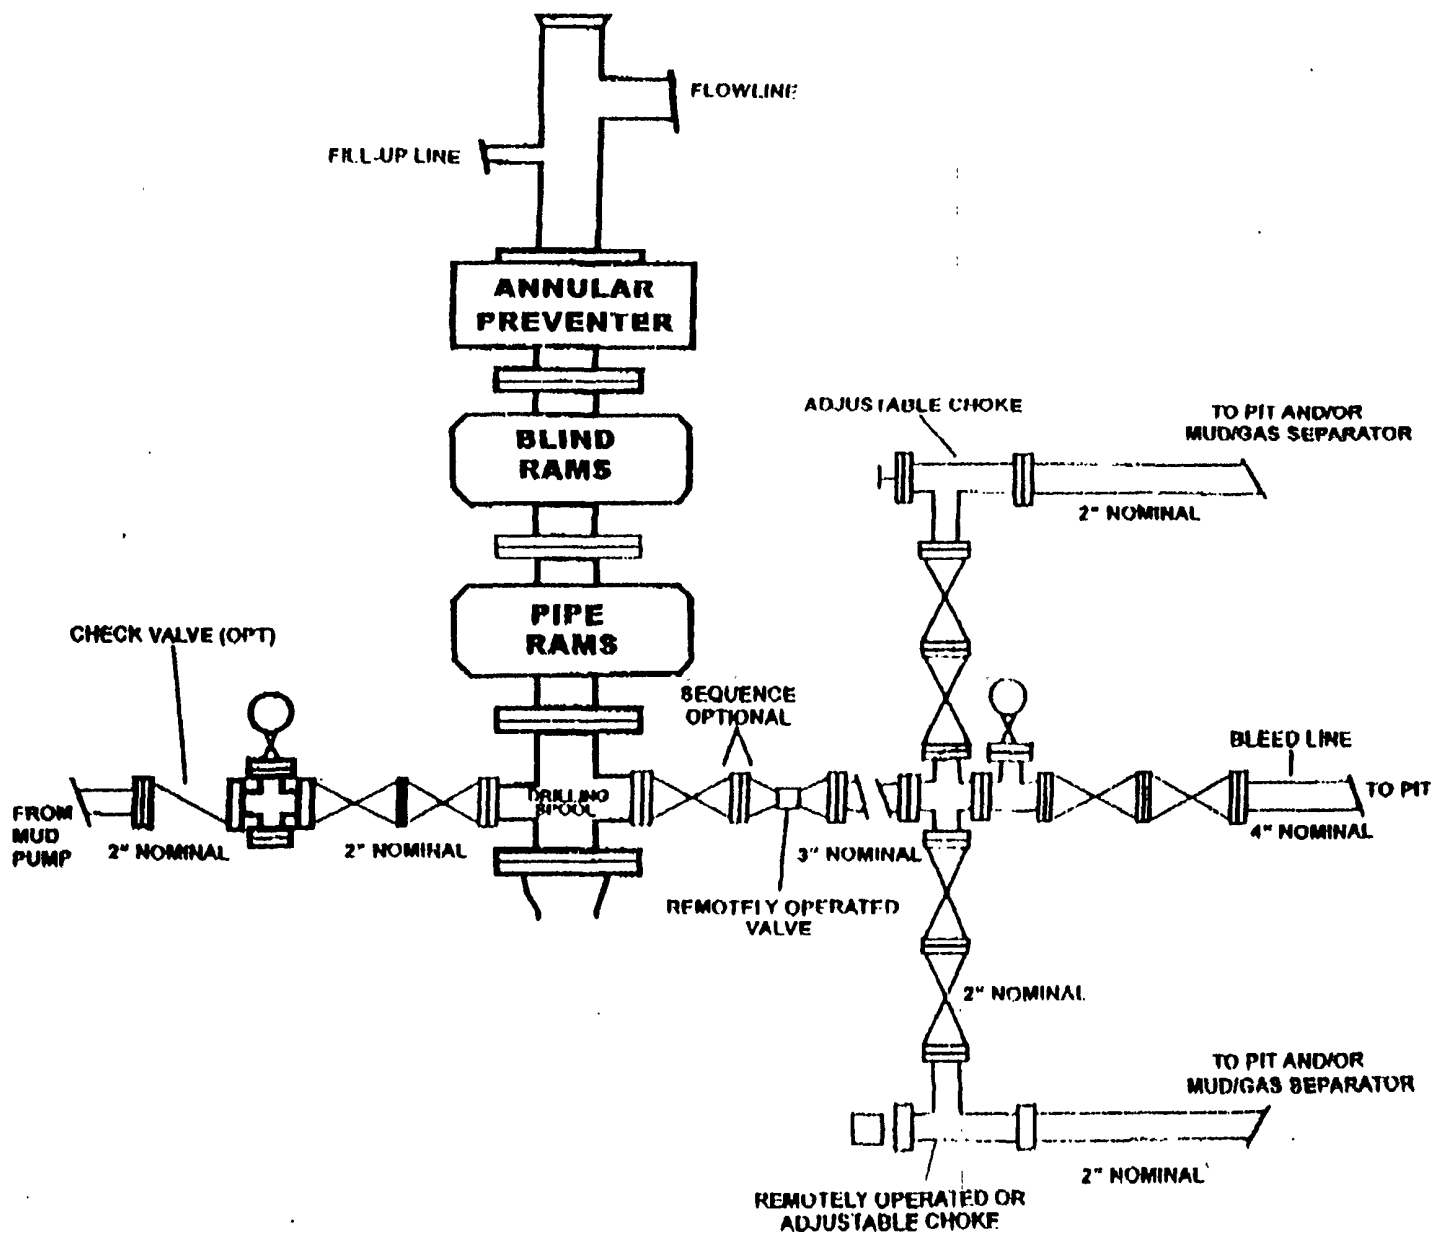 FLOWLINE
FILL-UP LINE
ANNULAR
PREVENTER
ADJUSTABLE CHOKE
TO PIT AND/OR
MUD/GAS SEPARATOR
BLIND
RAMS
2" NOMINAL
PIPE
RAMS
CHECK VALVE (OPT)
SEQUENCE
OPTIONAL
BLEED LINE
TO PIT
DRILLING
SPOOL
FROM
MUD
PUMP
2" NOMINAL
2" NOMINAL
3" NOMINAL
4" NOMINAL
REMOTELY OPERATED
VALVE
2" NOMINAL
TO PIT AND/OR
MUD/GAS SEPARATOR
2" NOMINAL
REMOTELY OPERATED OR
ADJUSTABLE CHOKE